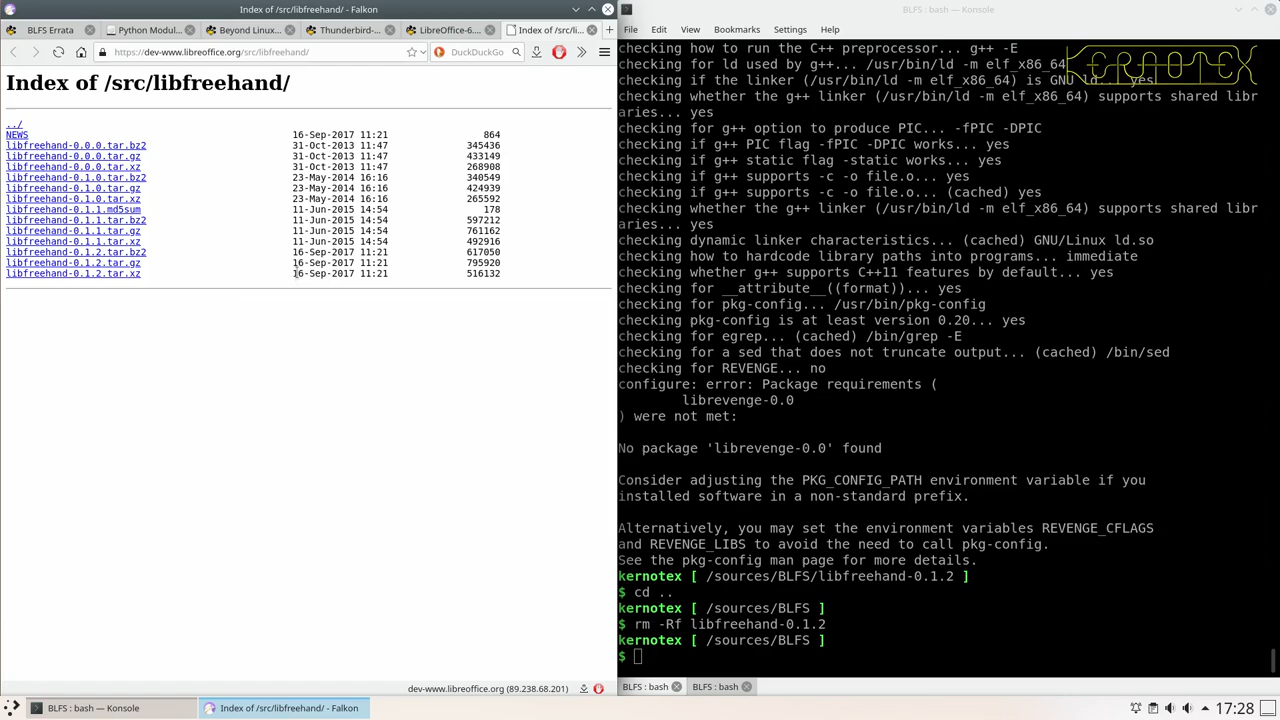 Index of /src/libfreehand/ - Falkon
BLFS : bash — Konsole
BLFS Errata
Python Modul...
Beyond Linux...
Thunderbird-...
LibreOffice-6....
Index of /src/l...
https://dev-www.libreoffice.org/src/libfreehand/
DuckDuckGo
File Edit View Bookmarks Settings Help
Index of /src/libfreehand/
../
NEWS 16-Sep-2017 11:21 864
libfreehand-0.0.0.tar.bz2 31-Oct-2013 11:47 345436
libfreehand-0.0.0.tar.gz 31-Oct-2013 11:47 433149
libfreehand-0.0.0.tar.xz 31-Oct-2013 11:47 268908
libfreehand-0.1.0.tar.bz2 23-May-2014 16:16 340549
libfreehand-0.1.0.tar.gz 23-May-2014 16:16 424939
libfreehand-0.1.0.tar.xz 23-May-2014 16:16 265592
libfreehand-0.1.1.md5sum 11-Jun-2015 14:54 178
libfreehand-0.1.1.tar.bz2 11-Jun-2015 14:54 597212
libfreehand-0.1.1.tar.gz 11-Jun-2015 14:54 761162
libfreehand-0.1.1.tar.xz 11-Jun-2015 14:54 492916
libfreehand-0.1.2.tar.bz2 16-Sep-2017 11:21 617050
libfreehand-0.1.2.tar.gz 16-Sep-2017 11:21 795920
libfreehand-0.1.2.tar.xz 16-Sep-2017 11:21 516132
dev-www.libreoffice.org (89.238.68.201)
KERNOTEX
checking how to run the C++ preprocessor... g++ -E
checking for ld used by g++... /usr/bin/ld -m elf_x86_64
checking if the linker (/usr/bin/ld -m elf_x86_64) is GNU ld... yes
checking whether the g++ linker (/usr/bin/ld -m elf_x86_64) supports shared libr
aries... yes
checking for g++ option to produce PIC... -fPIC -DPIC
checking if g++ PIC flag -fPIC -DPIC works... yes
checking if g++ static flag -static works... yes
checking if g++ supports -c -o file.o... yes
checking if g++ supports -c -o file.o... (cached) yes
checking whether the g++ linker (/usr/bin/ld -m elf_x86_64) supports shared libr
aries... yes
checking dynamic linker characteristics... (cached) GNU/Linux ld.so
checking how to hardcode library paths into programs... immediate
checking whether g++ supports C++11 features by default... yes
checking for __attribute__((format))... yes
checking for pkg-config... /usr/bin/pkg-config
checking pkg-config is at least version 0.20... yes
checking for egrep... (cached) /bin/grep -E
checking for a sed that does not truncate output... (cached) /bin/sed
checking for REVENGE... no
configure: error: Package requirements (
librevenge-0.0
) were not met:
No package 'librevenge-0.0' found
Consider adjusting the PKG_CONFIG_PATH environment variable if you
installed software in a non-standard prefix.
Alternatively, you may set the environment variables REVENGE_CFLAGS
and REVENGE_LIBS to avoid the need to call pkg-config.
See the pkg-config man page for more details.
kernotex [ /sources/BLFS/libfreehand-0.1.2 ]
$ cd ..
kernotex [ /sources/BLFS ]
$ rm -Rf libfreehand-0.1.2
kernotex [ /sources/BLFS ]
$
BLFS : bash
BLFS : bash
BLFS : bash — Konsole
Index of /src/libfreehand/ - Falkon
17:28